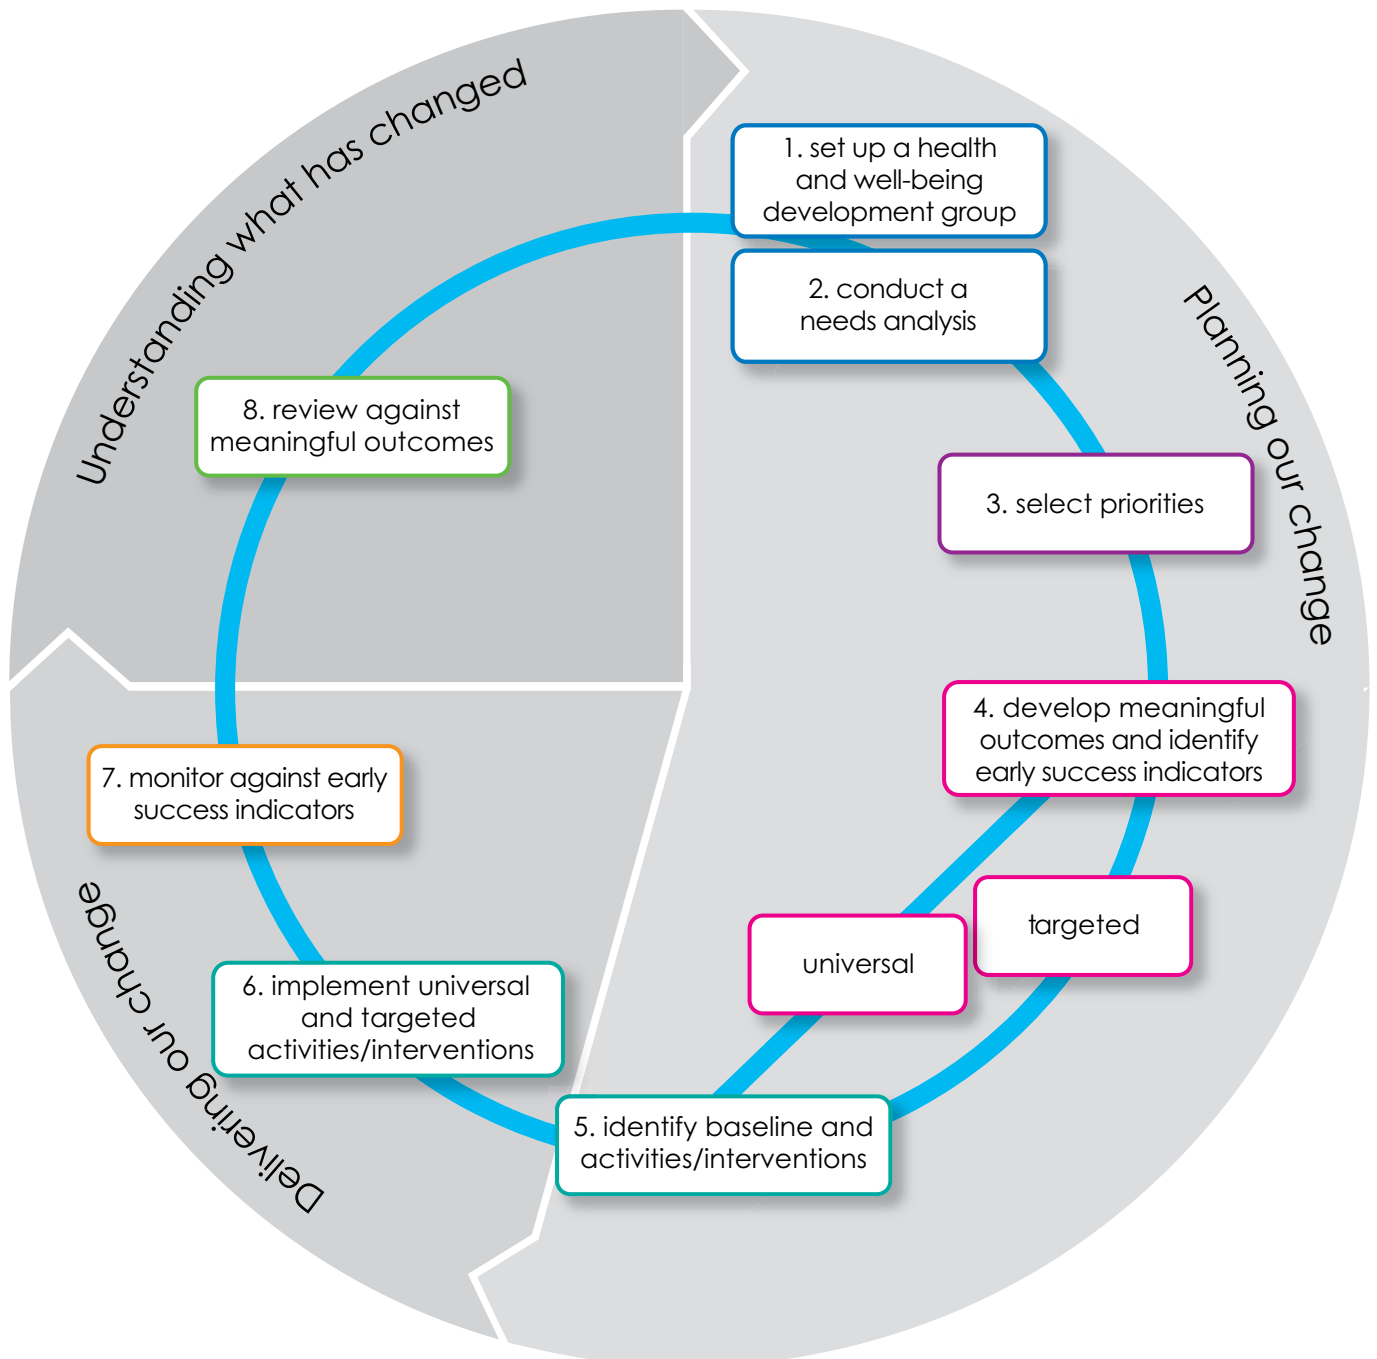 Understanding what has changed
Planning our change
Delivering our change
1. set up a health
and well-being
development group
2. conduct a
needs analysis
3. select priorities
4. develop meaningful
outcomes and identify
early success indicators
targeted
universal
5. identify baseline and
activities/interventions
6. implement universal
and targeted
activities/interventions
7. monitor against early
success indicators
8. review against
meaningful outcomes